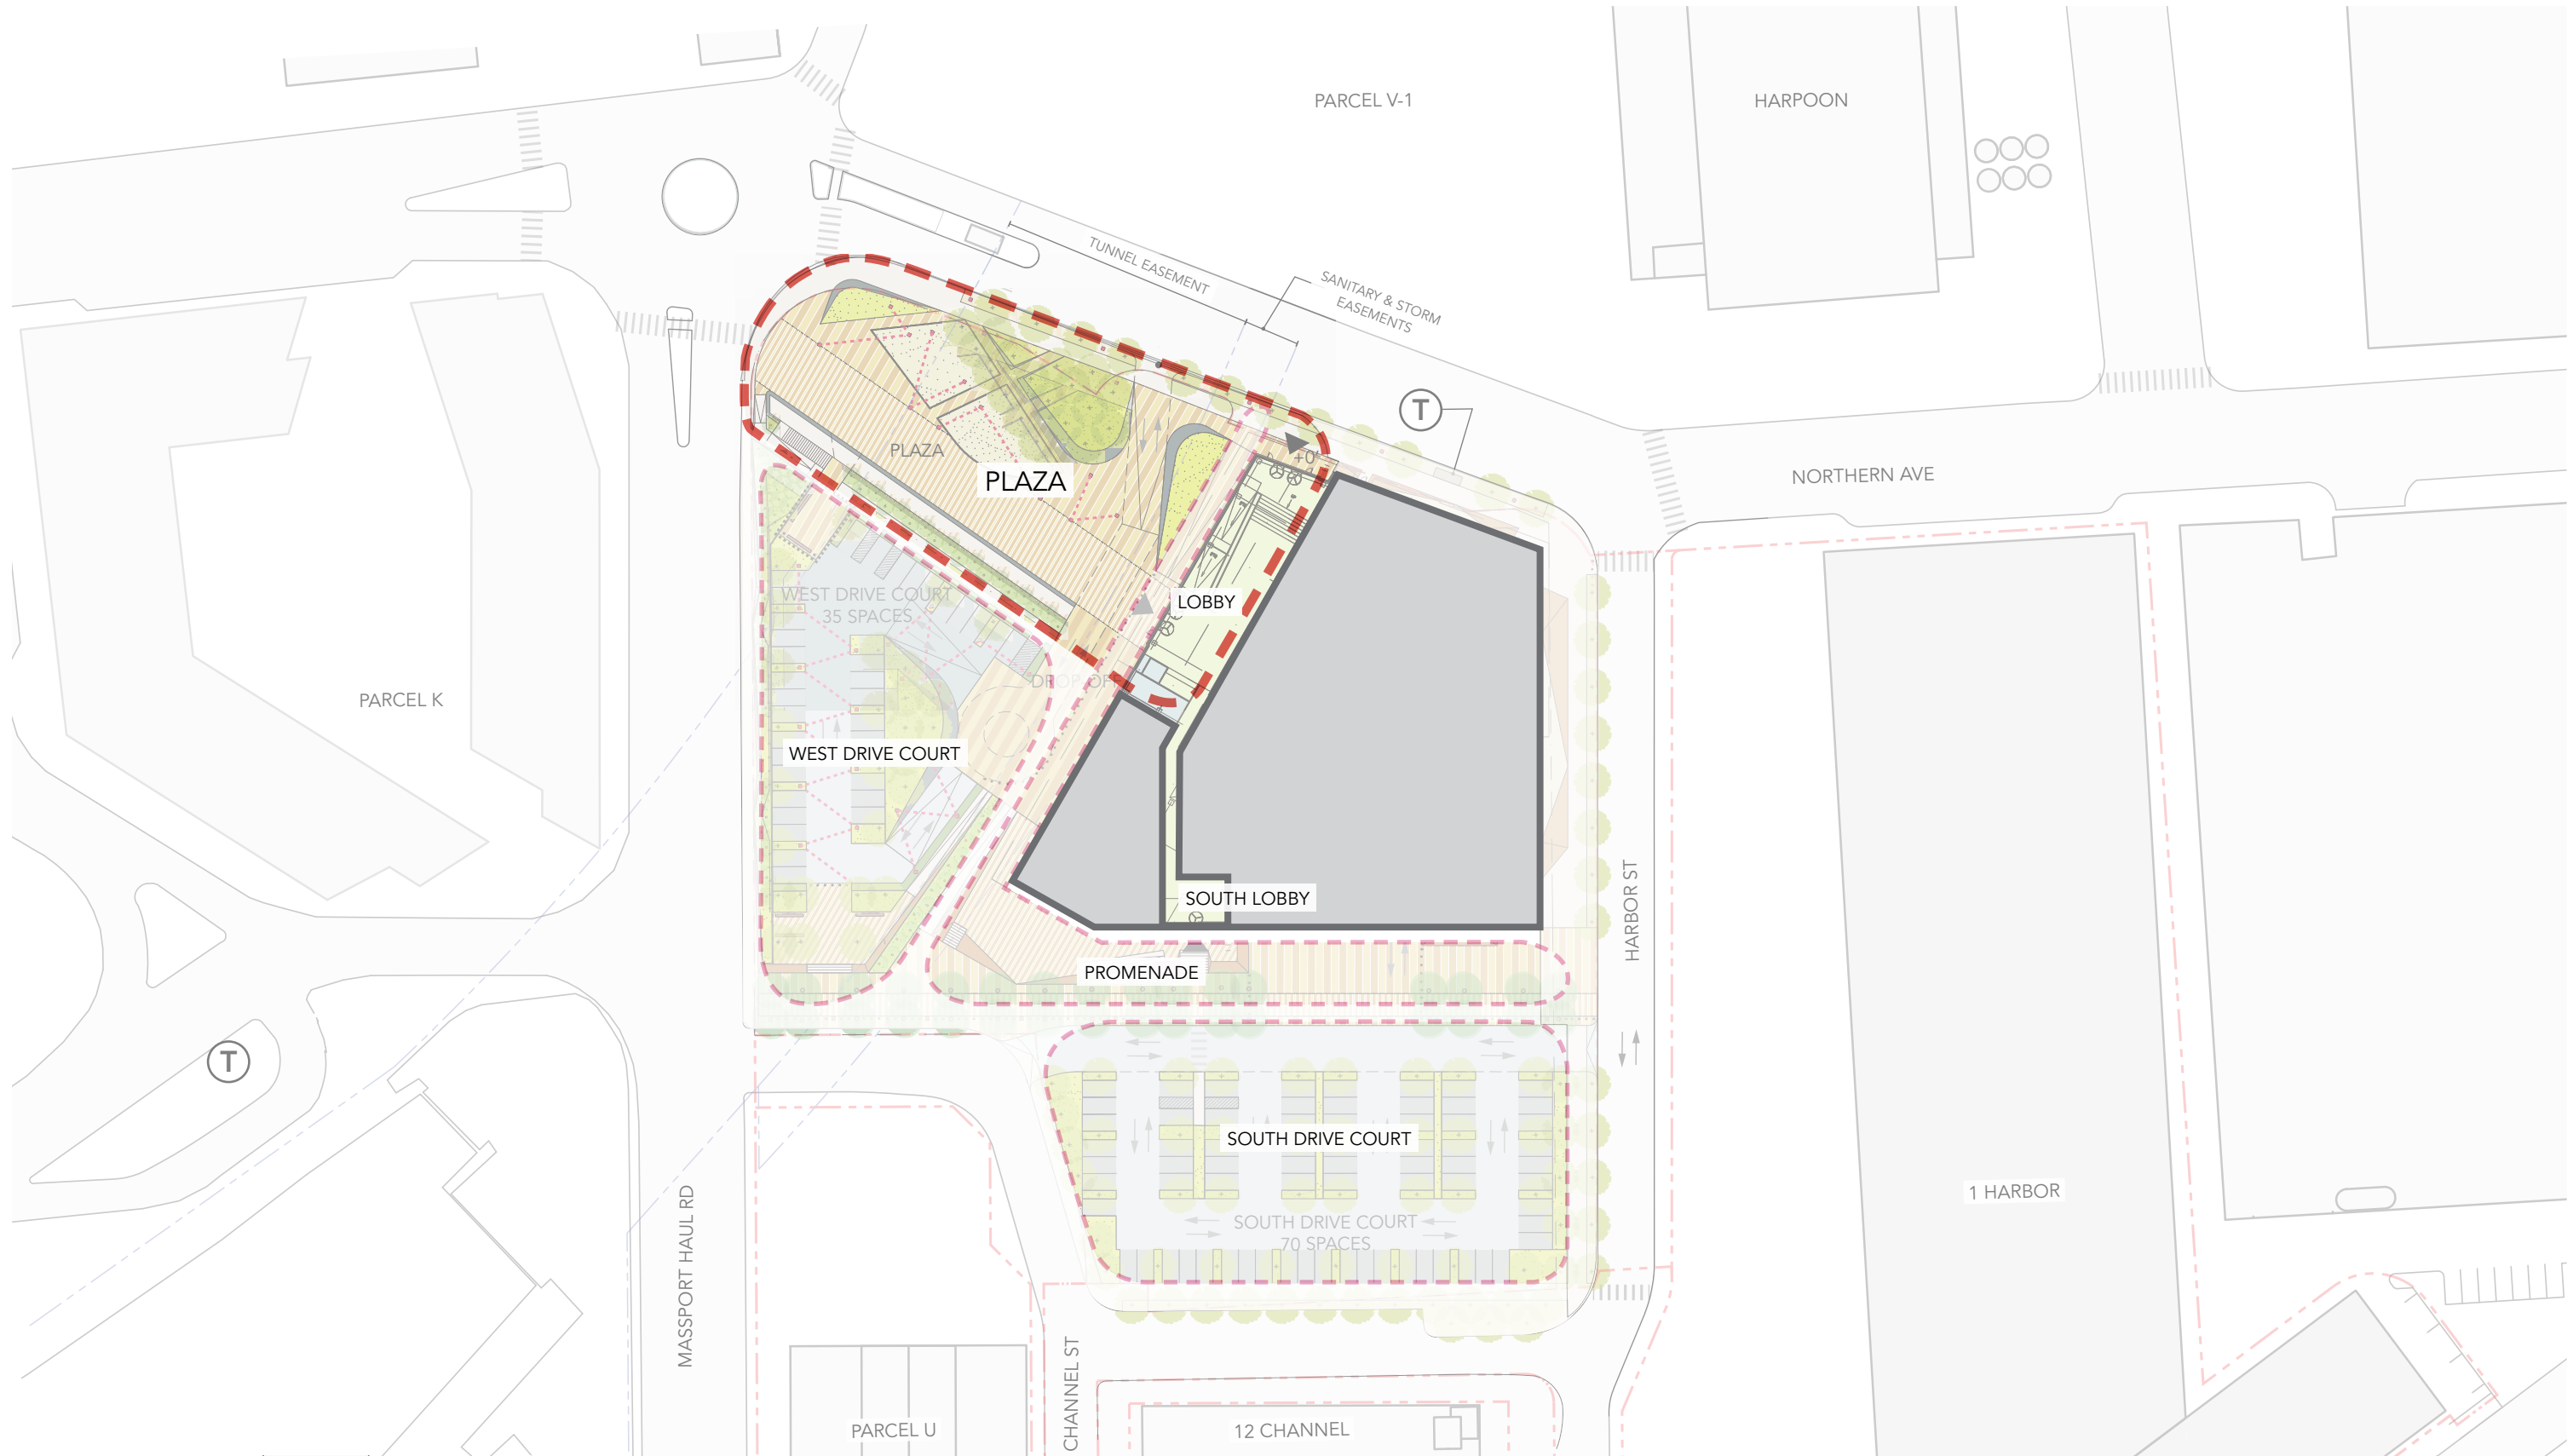 PARCEL V-1
HARPOON
TUNNEL EASEMENT
SANITARY & STORM
EASEMENTS
T
NORTHERN AVE
PLAZA
PLAZA
+0'
LOBBY
WEST DRIVE COURT
35 SPACES
DROP-OFF
PARCEL K
WEST DRIVE COURT
SOUTH LOBBY
HARBOR ST
PROMENADE
T
SOUTH DRIVE COURT
SOUTH DRIVE COURT
70 SPACES
1 HARBOR
MASSPORT HAUL RD
CHANNEL ST
PARCEL U
12 CHANNEL